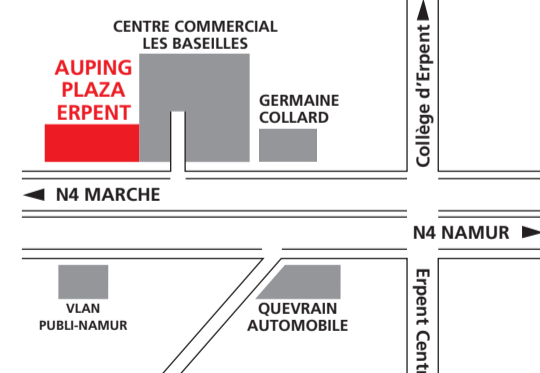 CENTRE COMMERCIAL
LES BASEILLES
AUPING
PLAZA
ERPENT
GERMAINE
COLLARD
Collège d'Erpent
N4 MARCHE
N4 NAMUR
VLAN
PUBLI-NAMUR
QUEVRAIN
AUTOMOBILE
Erpent